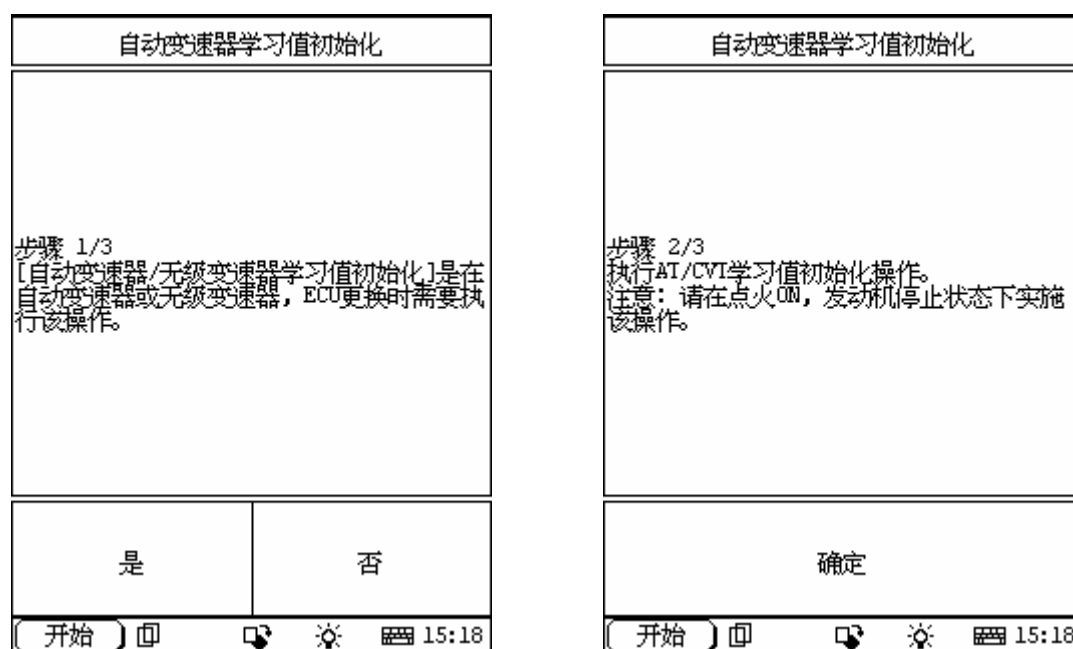 自动变速器学习值初始化
步骤 1/3
[自动变速器/无级变速器学习值初始化]是在
自动变速器或无级变速器, ECU更换时需要执
行该操作。
是
否
开始
15:18
自动变速器学习值初始化
步骤 2/3
执行AT/CVT学习值初始化操作。
注意: 请在点火ON, 发动机停止状态下实施
该操作。
确定
开始
15:18